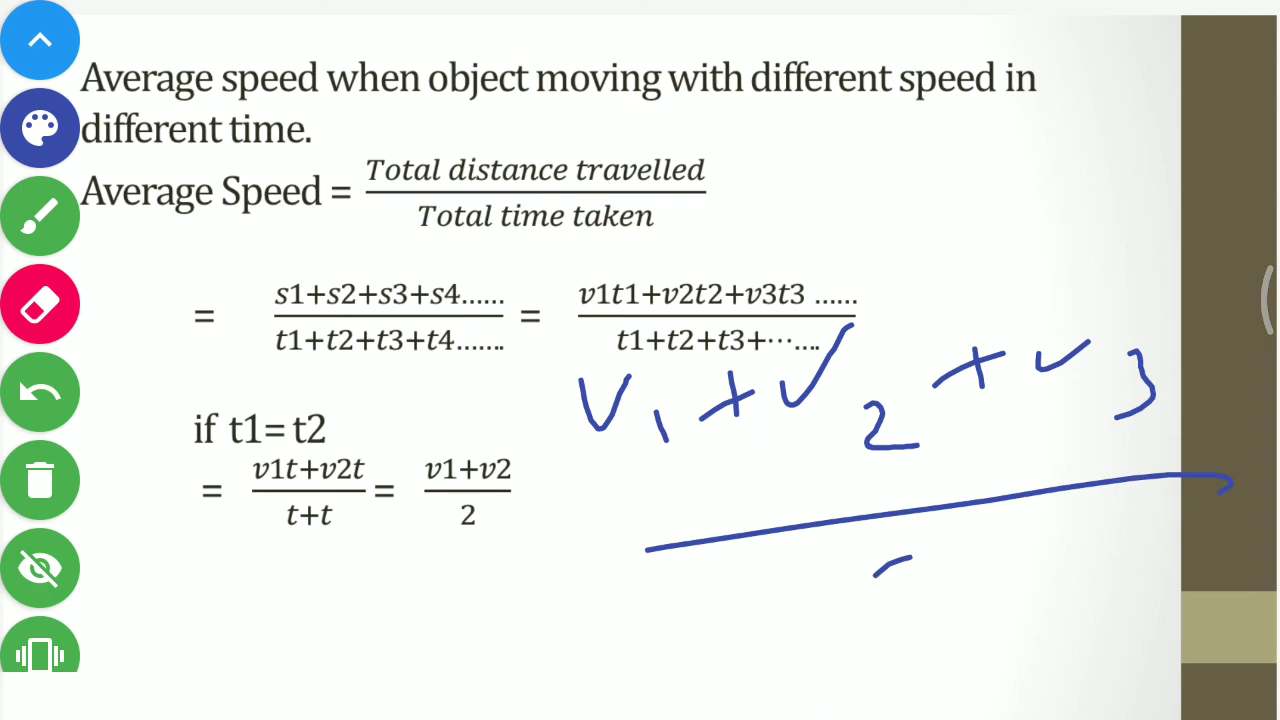 Average speed when object moving with different speed in
different time.
Average Speed = Total distance travelled / Total time taken
= s1+s2+s3+s4...... / t1+t2+t3+t4....... = v1t1+v2t2+v3t3 ...... / t1+t2+t3+⋯....
v1 + v2 + v3
if t1= t2
= v1t+v2t / t+t = v1+v2 / 2